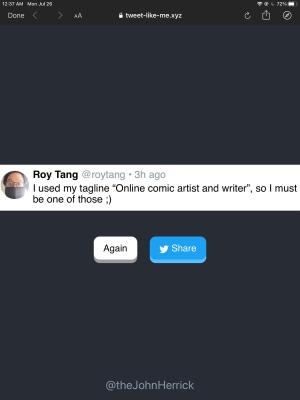 12:37 AM Mon Jul 26
72%
Done
AA
tweet-like-me.xyz
Roy Tang @roytang • 3h ago
I used my tagline “Online comic artist and writer”, so I must
be one of those ;)
Again
Share
@theJohnHerrick